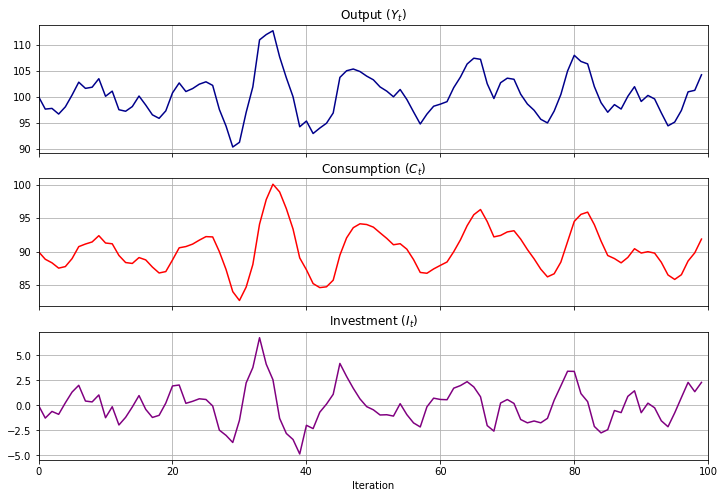 Output (Y_t)
110
105
100
95
90
Consumption (C_t)
100
95
90
85
Investment (I_t)
5.0
2.5
0.0
−2.5
−5.0
0 20 40 60 80 100
Iteration